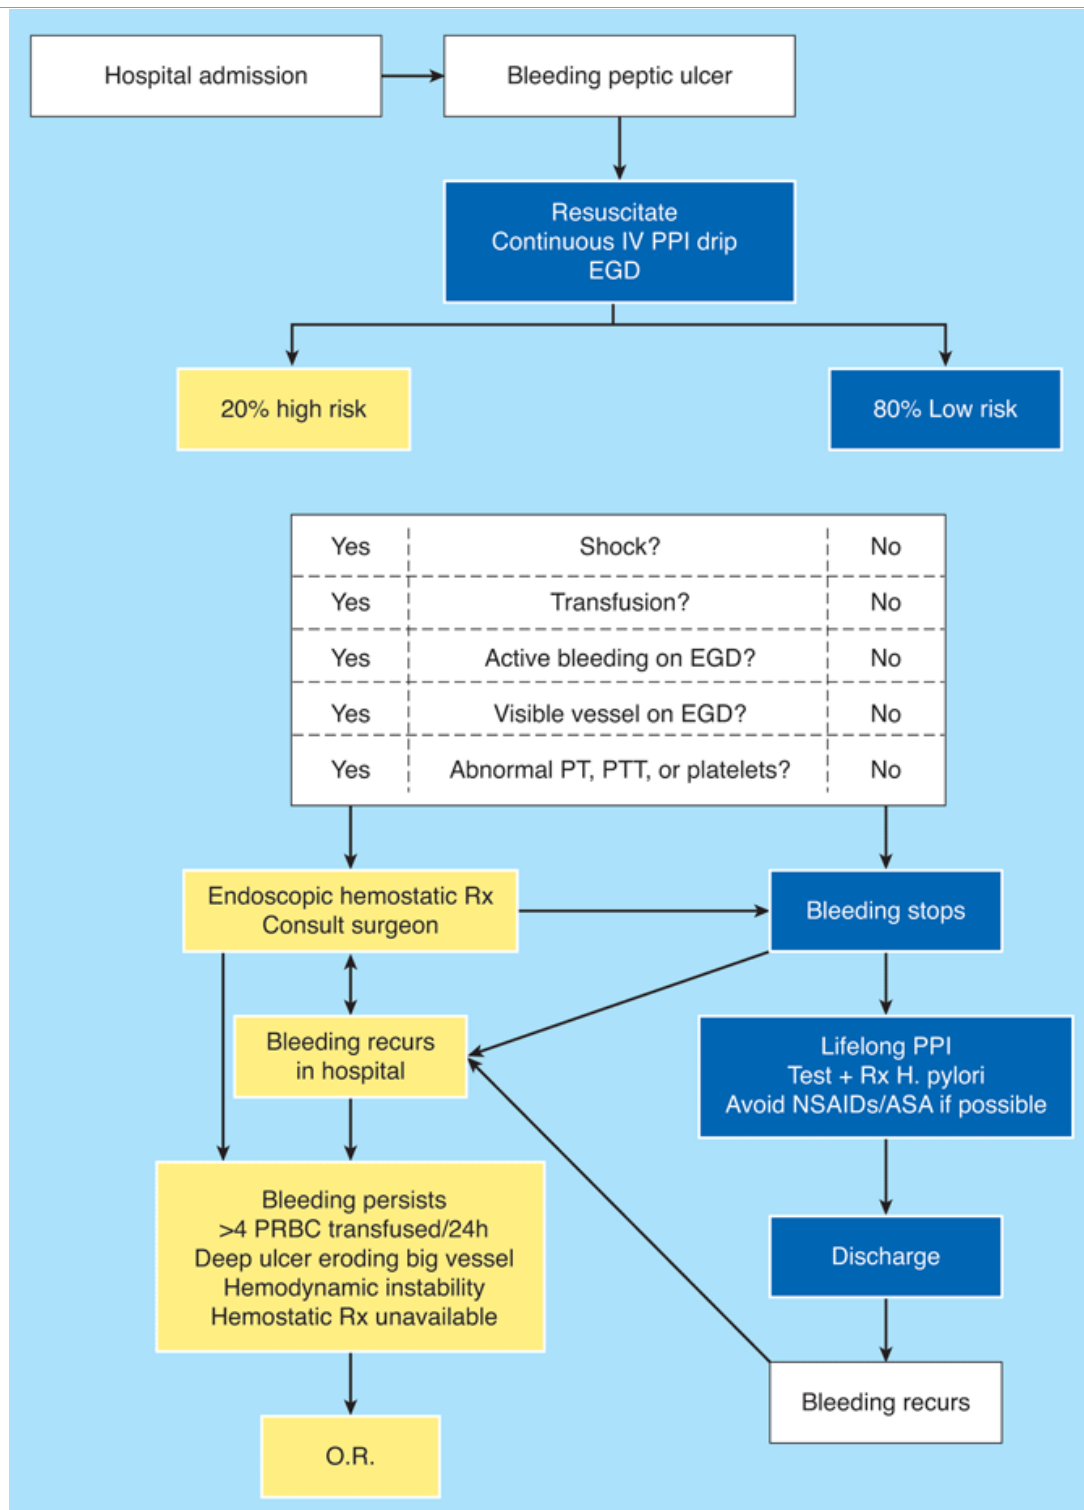 Hospital admission
Bleeding peptic ulcer
Resuscitate
Continuous IV PPI drip
EGD
20% high risk
80% Low risk
Yes Shock? No
Yes Transfusion? No
Yes Active bleeding on EGD? No
Yes Visible vessel on EGD? No
Yes Abnormal PT, PTT, or platelets? No
Endoscopic hemostatic Rx
Consult surgeon
Bleeding stops
Bleeding recurs
in hospital
Lifelong PPI
Test + Rx H. pylori
Avoid NSAIDs/ASA if possible
Bleeding persists
>4 PRBC transfused/24h
Deep ulcer eroding big vessel
Hemodynamic instability
Hemostatic Rx unavailable
Discharge
Bleeding recurs
O.R.